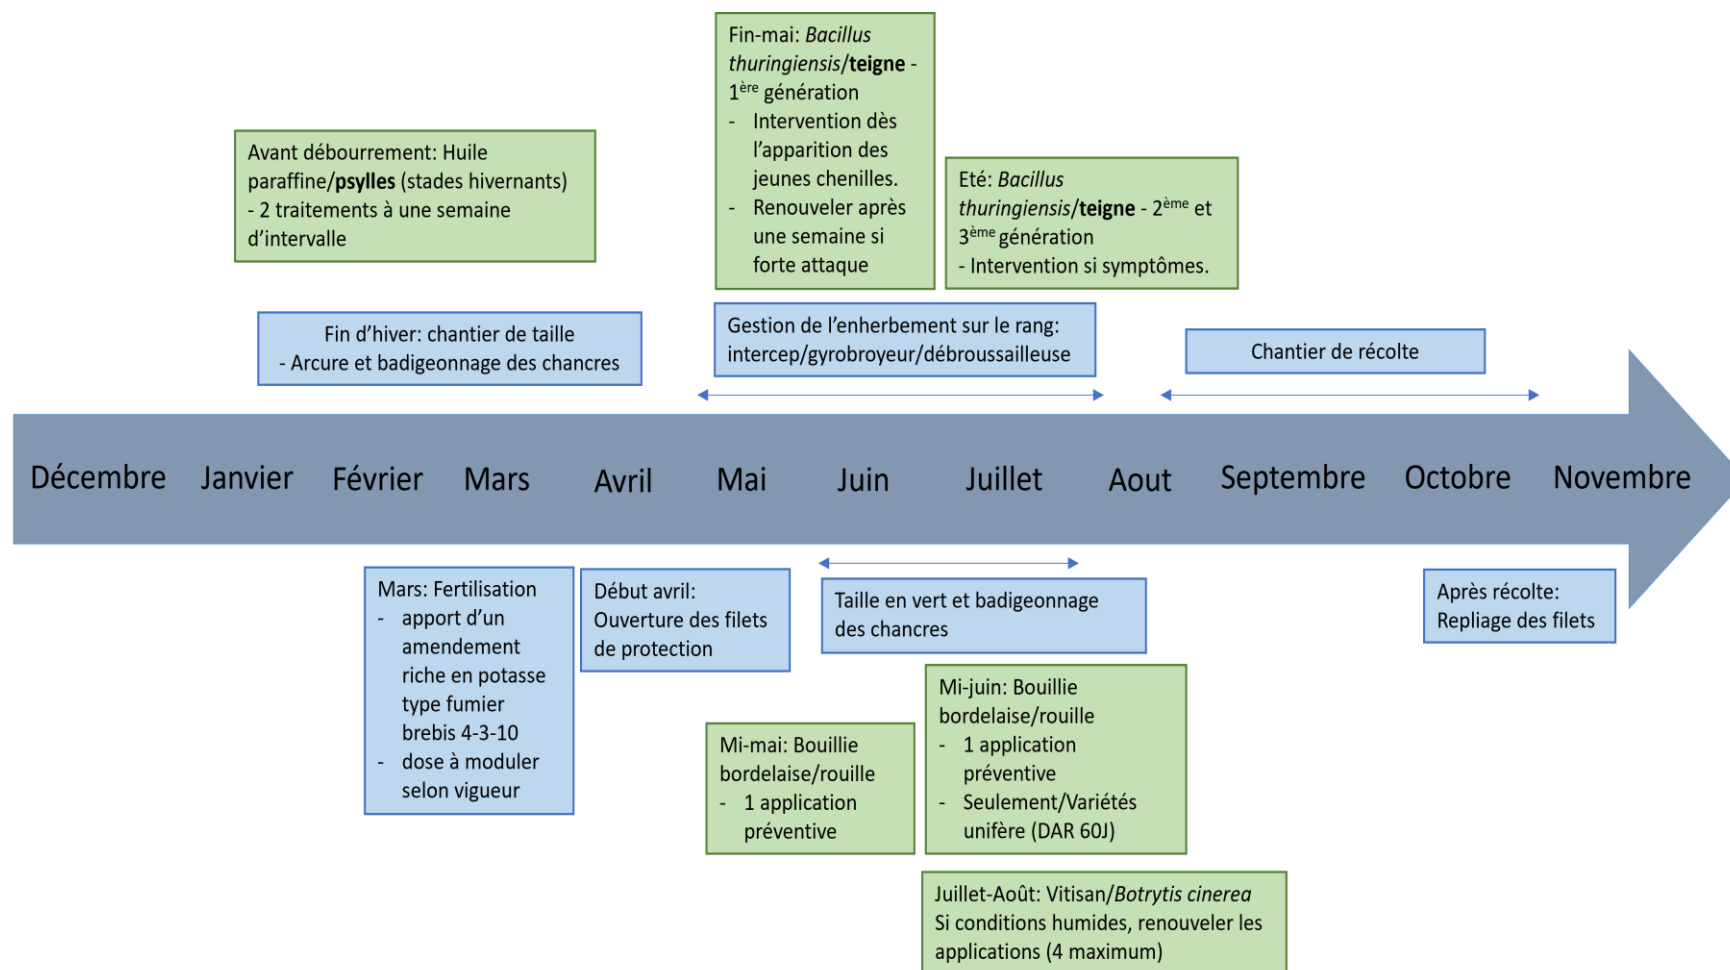 Fin-mai: Bacillus
thuringiensis/teigne -
1ère génération
- Intervention dès
l'apparition des
jeunes chenilles.
- Renouveler après
une semaine si
forte attaque
Avant débourrement: Huile
paraffine/psylles (stades hivernants)
- 2 traitements à une semaine
d'intervalle
Eté: Bacillus
thuringiensis/teigne - 2ème et
3ème génération
- Intervention si symptômes.
Fin d'hiver: chantier de taille
- Arcure et badigeonnage des chancres
Gestion de l'enherbement sur le rang:
intercep/gyrobroyeur/débroussailleuse
Chantier de récolte
Décembre Janvier Février Mars Avril Mai Juin Juillet Aout Septembre Octobre Novembre
Mars: Fertilisation
- apport d'un
amendement
riche en potasse
type fumier
brebis 4-3-10
- dose à moduler
selon vigueur
Début avril:
Ouverture des filets
de protection
Taille en vert et badigeonnage
des chancres
Après récolte:
Repliage des filets
Mi-mai: Bouillie
bordelaise/rouille
- 1 application
préventive
Mi-juin: Bouillie
bordelaise/rouille
- 1 application
préventive
- Seulement/Variétés
unifère (DAR 60J)
Juillet-Août: Vitisan/Botrytis cinerea
Si conditions humides, renouveler les
applications (4 maximum)